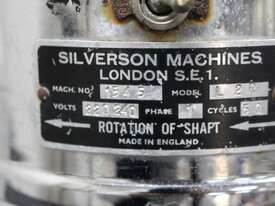 SILVERSON MACHINES
LONDON S.E.1.
MACH. NO. 1545 MODEL L2R
VOLTS 220/240 PHASE 1 CYCLES 50
ROTATION OF SHAFT
MADE IN ENGLAND